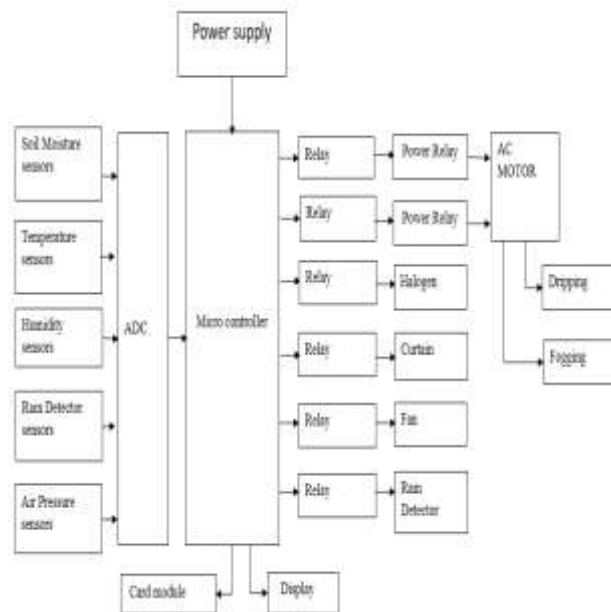 Power supply
Soil Moisture
sensors
Temperature
sensors
Humidity
sensors
Rain Detector
sensors
Air Pressure
sensors
ADC
Micro controller
Relay
Power Relay
AC
MOTOR
Relay
Power Relay
Relay
Halogen
Dripping
Relay
Curtain
Fogging
Relay
Fan
Relay
Rain
Detector
Card module
Display